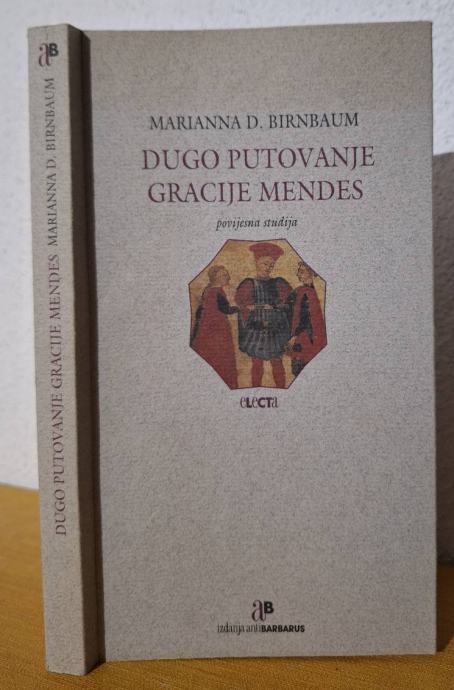 AB
DUGO PUTOVANJE GRACIJE MENDES MARIANNA D. BIRNBAUM
MARIANNA D. BIRNBAUM
DUGO PUTOVANJE
GRACIJE MENDES
povijesna studija
eLeCTa
aB
izdanja antiBARBARUS